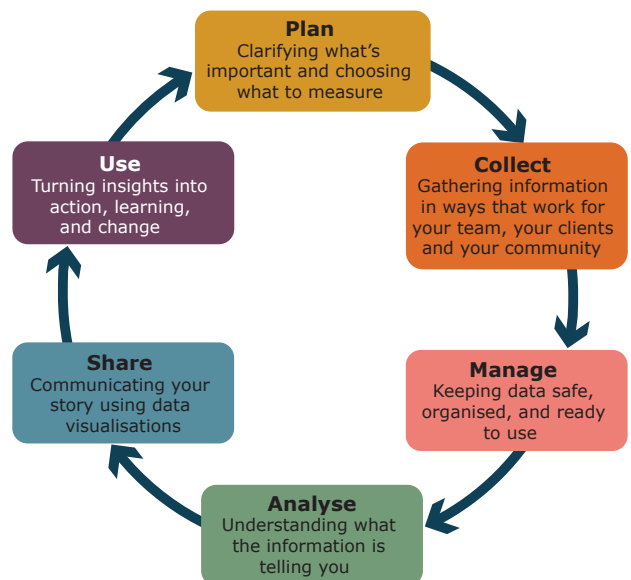 Plan
Clarifying what's
important and choosing
what to measure
Collect
Gathering information
in ways that work for
your team, your clients
and your community
Manage
Keeping data safe,
organised, and ready
to use
Analyse
Understanding what
the information is
telling you
Share
Communicating your
story using data
visualisations
Use
Turning insights into
action, learning,
and change